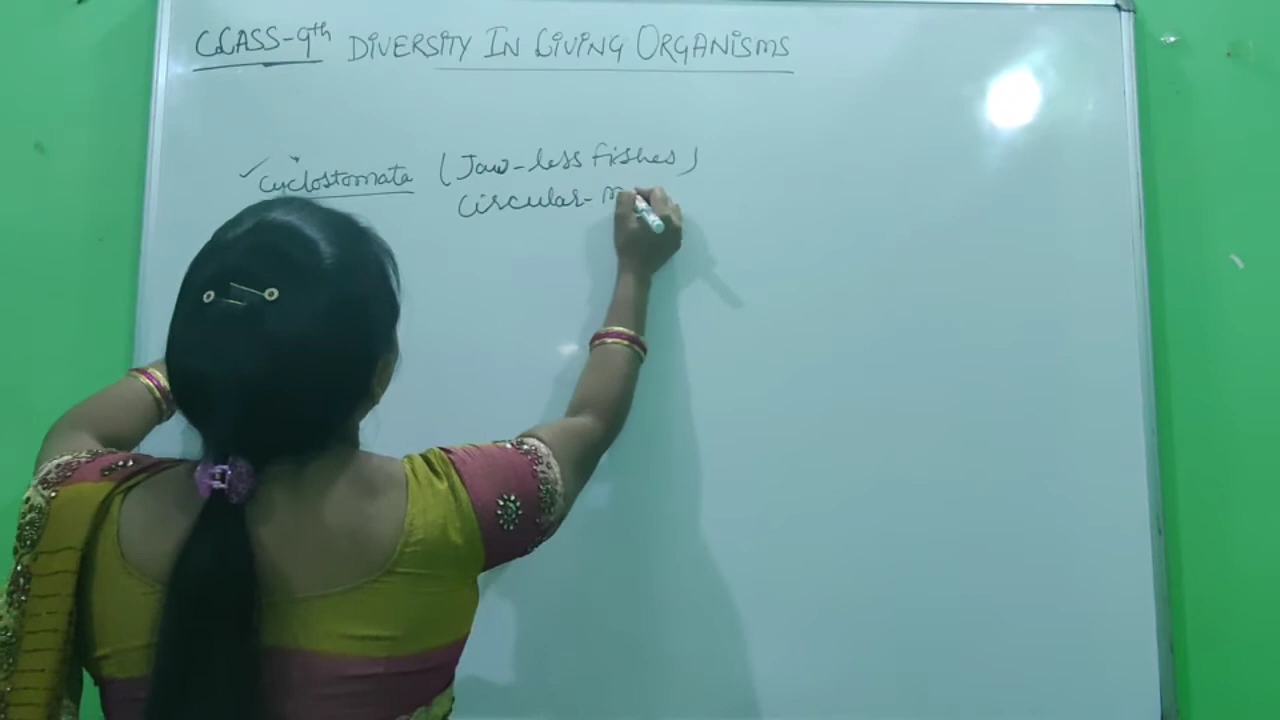 CLASS-9th DIVERSITY IN LIVING ORGANISMS
Cyclostomata (Jaw-less fishes)
Circular-